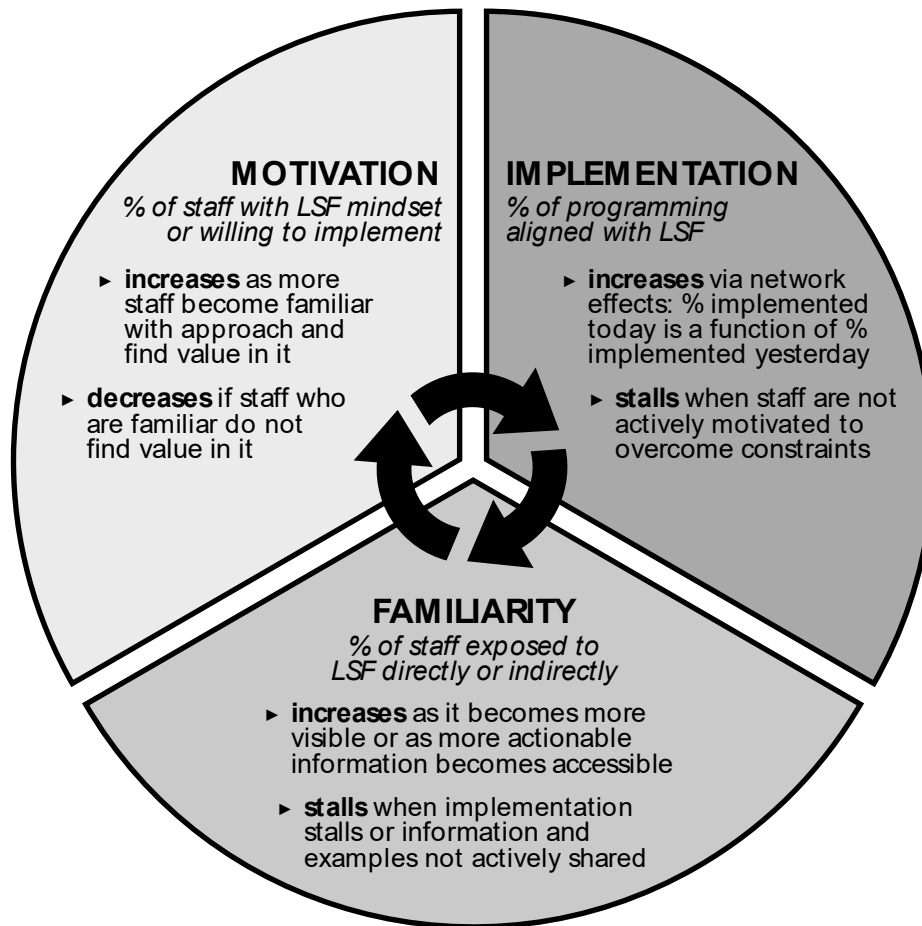 MOTIVATION
% of staff with LSF mindset
or willing to implement
► increases as more
staff become familiar
with approach and
find value in it
► decreases if staff who
are familiar do not
find value in it
IMPLEMENTATION
% of programming
aligned with LSF
► increases via network
effects: % implemented
today is a function of %
implemented yesterday
► stalls when staff are not
actively motivated to
overcome constraints
FAMILIARITY
% of staff exposed to
LSF directly or indirectly
► increases as it becomes more
visible or as more actionable
information becomes accessible
► stalls when implementation
stalls or information and
examples not actively shared